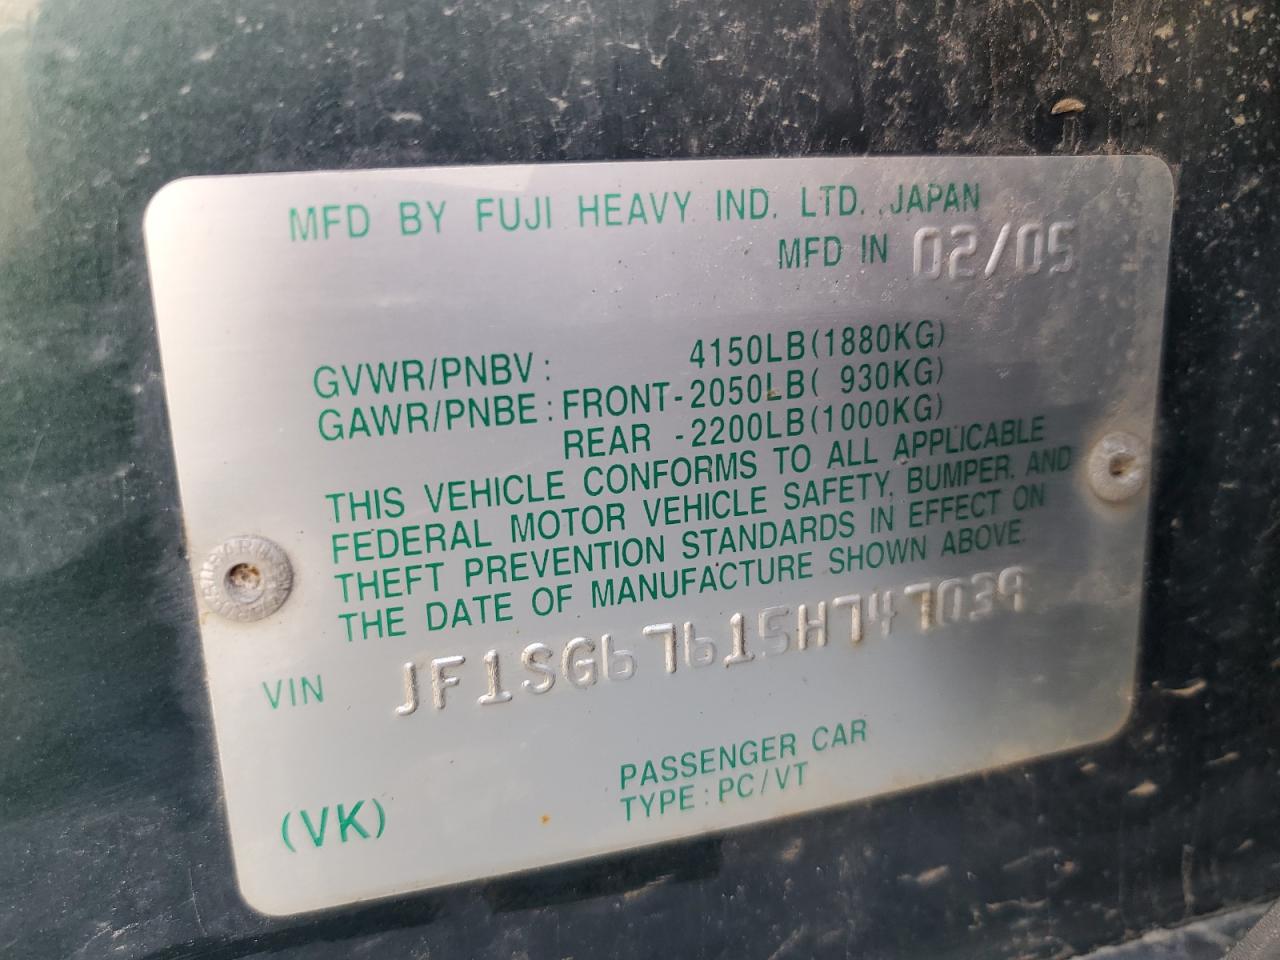 MFD BY FUJI HEAVY IND. LTD. JAPAN
MFD IN 02/05
GVWR/PNBV: 4150LB(1880KG)
GAWR/PNBE: FRONT-2050LB( 930KG)
REAR -2200LB(1000KG)
THIS VEHICLE CONFORMS TO ALL APPLICABLE
FEDERAL MOTOR VEHICLE SAFETY, BUMPER, AND
THEFT PREVENTION STANDARDS IN EFFECT ON
THE DATE OF MANUFACTURE SHOWN ABOVE.
VIN JF1SG67615H747039
PASSENGER CAR
(VK) TYPE: PC/VT